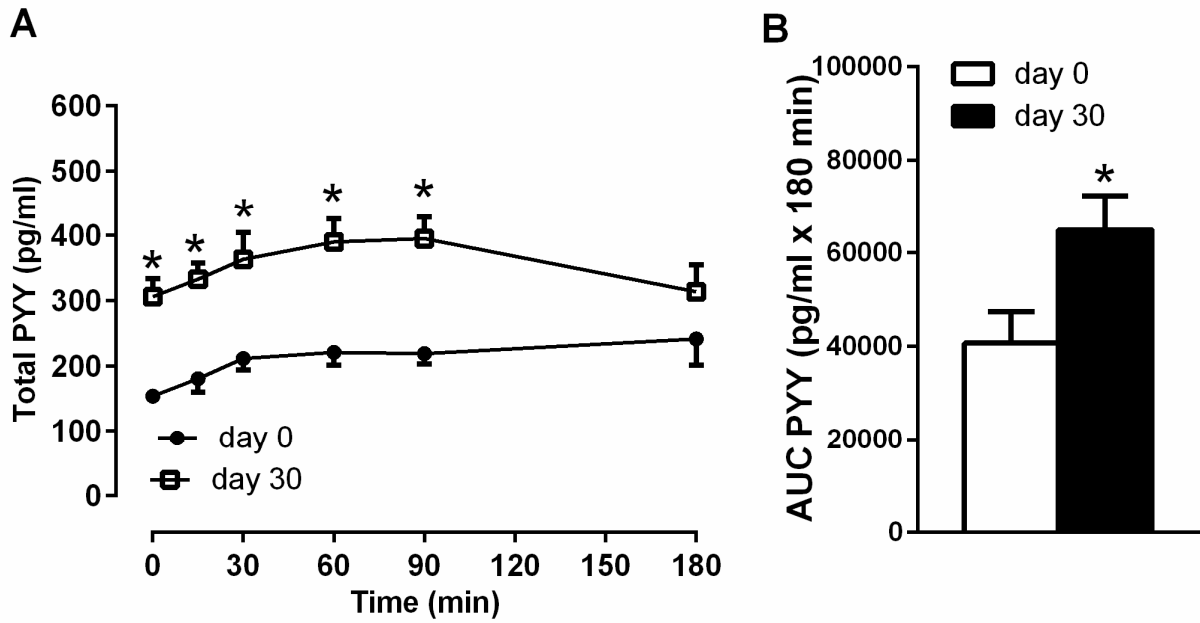 A
600
500
400
300
200
100
0
Total PYY (pg/ml)
* * * * *
day 0
day 30
0 30 60 90 120 150 180
Time (min)
B
100000
80000
60000
40000
20000
0
AUC PYY (pg/ml x 180 min)
day 0
day 30
*